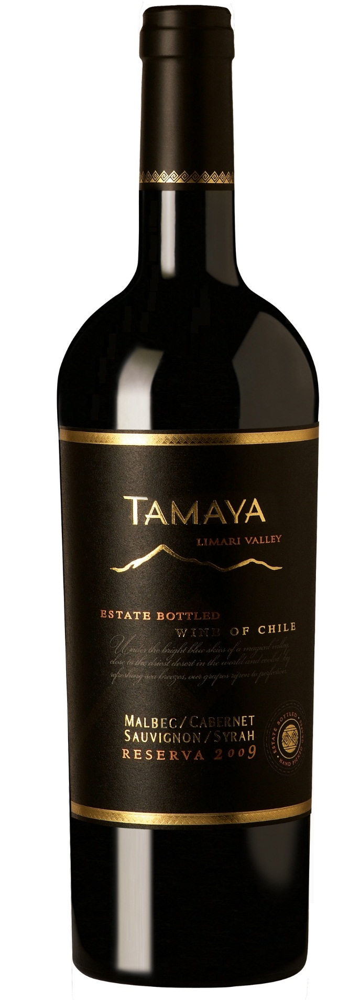 TAMAYA
LIMARI VALLEY
ESTATE BOTTLED
WINE OF CHILE
Under the bright blue skies of a magical valley,
close to the driest desert in the world and cooled by
refreshing sea breezes, our grapes ripen to perfection.
MALBEC/CABERNET
SAUVIGNON/SYRAH
RESERVA 2009
ESTATE BOTTLED • GRAPES • HAND PICKED •